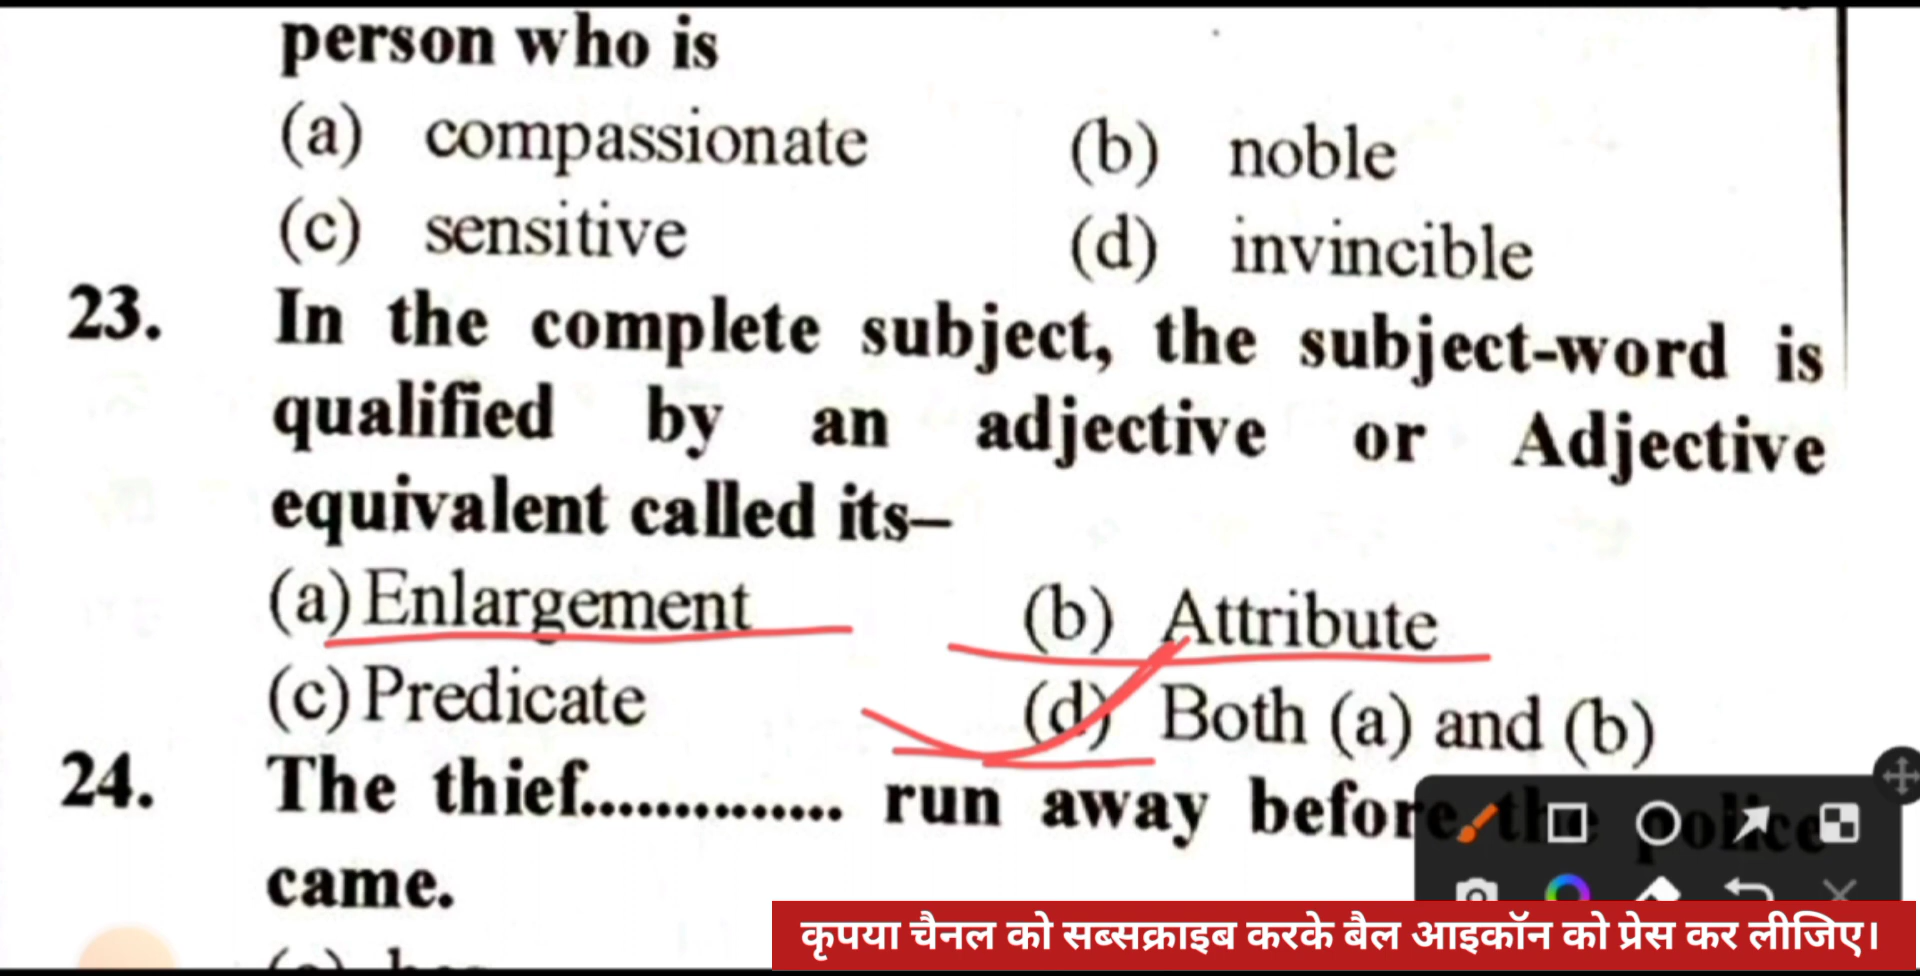 person who is
(a) compassionate (b) noble
(c) sensitive (d) invincible
23. In the complete subject, the subject-word is
qualified by an adjective or Adjective
equivalent called its–
(a) Enlargement (b) Attribute
(c) Predicate (d) Both (a) and (b)
24. The thief.............. run away before the police
came.
कृपया चैनल को सब्सक्राइब करके बैल आइकॉन को प्रेस कर लीजिए।